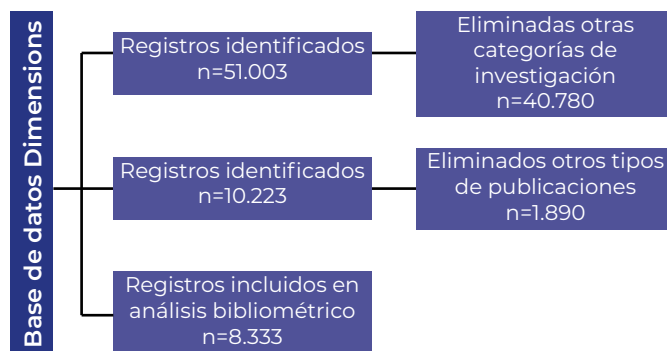 Base de datos Dimensions
Registros identificados
n=51.003
Eliminadas otras
categorías de
investigación
n=40.780
Registros identificados
n=10.223
Eliminados otros tipos
de publicaciones
n=1.890
Registros incluidos en
análisis bibliométrico
n=8.333